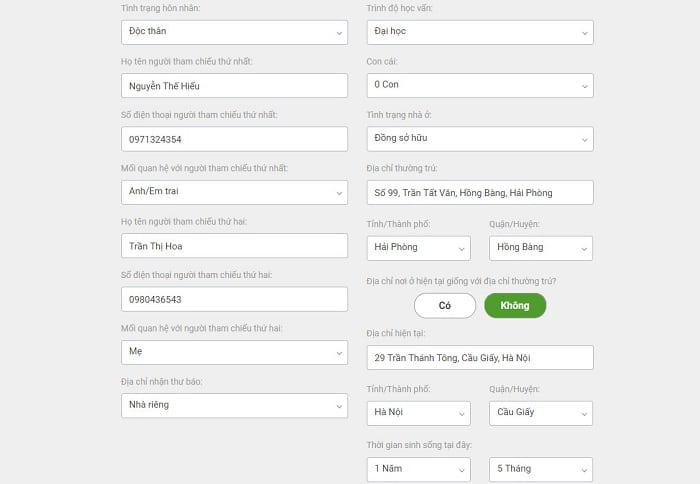 Tình trạng hôn nhân:
Độc thân
Họ tên người tham chiếu thứ nhất:
Nguyễn Thế Hiếu
Số điện thoại người tham chiếu thứ nhất:
0971324354
Mối quan hệ với người tham chiếu thứ nhất:
Anh/Em trai
Họ tên người tham chiếu thứ hai:
Trần Thị Hoa
Số điện thoại người tham chiếu thứ hai:
0980436543
Mối quan hệ với người tham chiếu thứ hai:
Mẹ
Địa chỉ nhận thư báo:
Nhà riêng
Trình độ học vấn:
Đại học
Con cái:
0 Con
Tình trạng nhà ở:
Đồng sở hữu
Địa chỉ thường trú:
Số 99, Trần Tất Văn, Hồng Bàng, Hải Phòng
Tỉnh/Thành phố: Quận/Huyện:
Hải Phòng Hồng Bàng
Địa chỉ nơi ở hiện tại giống với địa chỉ thường trú?
Có Không
Địa chỉ hiện tại:
29 Trần Thánh Tông, Cầu Giấy, Hà Nội
Tỉnh/Thành phố: Quận/Huyện:
Hà Nội Cầu Giấy
Thời gian sinh sống tại đây:
1 Năm 5 Tháng